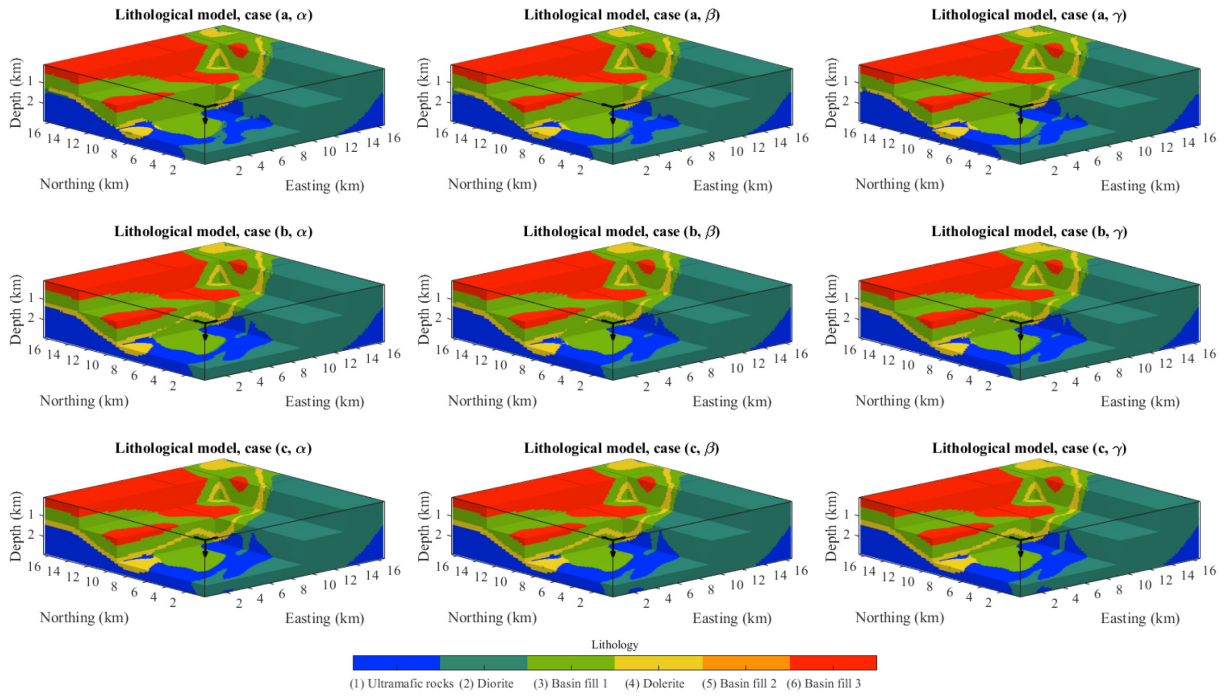 Lithological model, case (a, α)
Lithological model, case (a, β)
Lithological model, case (a, γ)
Depth (km)
1
2
16 14 12 10 8 6 4 2
2 4 6 8 10 12 14 16
Northing (km)
Easting (km)
Depth (km)
1
2
16 14 12 10 8 6 4 2
2 4 6 8 10 12 14 16
Northing (km)
Easting (km)
Depth (km)
1
2
16 14 12 10 8 6 4 2
2 4 6 8 10 12 14 16
Northing (km)
Easting (km)
Lithological model, case (b, α)
Lithological model, case (b, β)
Lithological model, case (b, γ)
Depth (km)
1
2
16 14 12 10 8 6 4 2
2 4 6 8 10 12 14 16
Northing (km)
Easting (km)
Depth (km)
1
2
16 14 12 10 8 6 4 2
2 4 6 8 10 12 14 16
Northing (km)
Easting (km)
Depth (km)
1
2
16 14 12 10 8 6 4 2
2 4 6 8 10 12 14 16
Northing (km)
Easting (km)
Lithological model, case (c, α)
Lithological model, case (c, β)
Lithological model, case (c, γ)
Depth (km)
1
2
16 14 12 10 8 6 4 2
2 4 6 8 10 12 14 16
Northing (km)
Easting (km)
Depth (km)
1
2
16 14 12 10 8 6 4 2
2 4 6 8 10 12 14 16
Northing (km)
Easting (km)
Depth (km)
1
2
16 14 12 10 8 6 4 2
2 4 6 8 10 12 14 16
Northing (km)
Easting (km)
Lithology
(1) Ultramafic rocks (2) Diorite (3) Basin fill 1 (4) Dolerite (5) Basin fill 2 (6) Basin fill 3